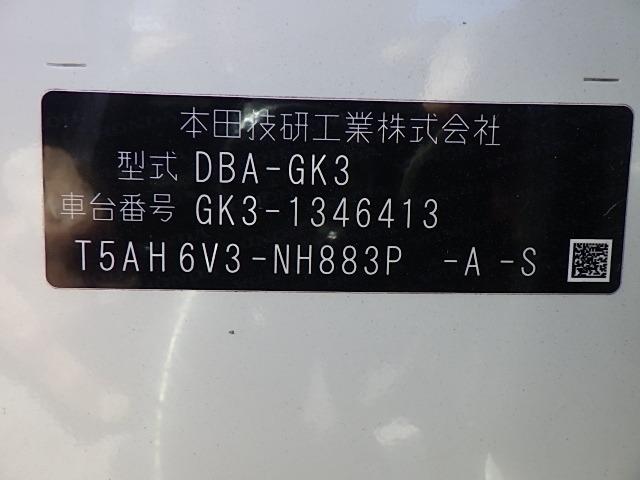 本田技研工業株式会社
型式 DBA-GK3
車台番号 GK3-1346413
T5AH6V3-NH883P -A -S